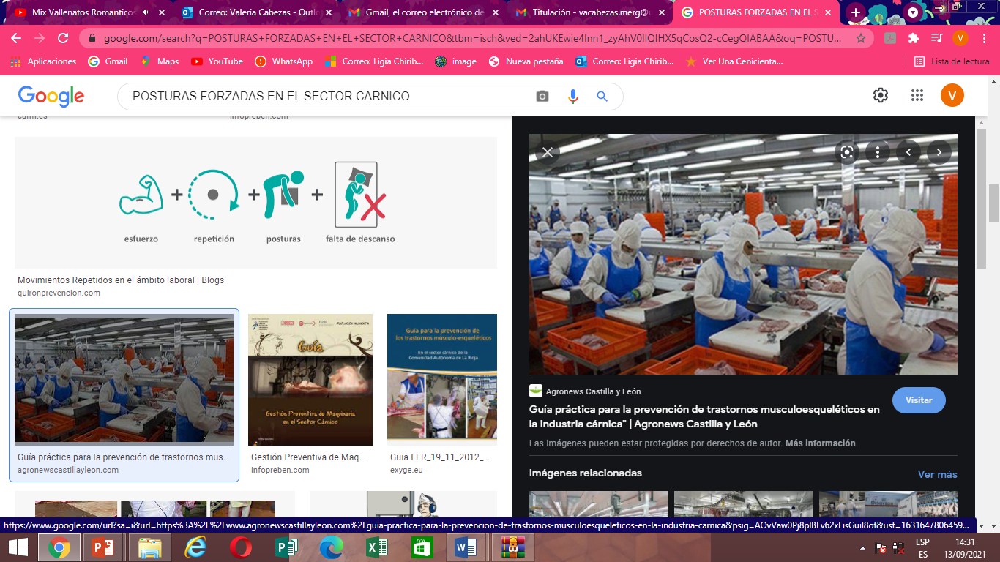 Mix Vallenatos Romanticos
Correo: Valeria Cabezas - Outlo
Gmail, el correo electrónico de
Titulación - vacabezas.merg@u
POSTURAS FORZADAS EN EL S
google.com/search?q=POSTURAS+FORZADAS+EN+EL+SECTOR+CARNICO&tbm=isch&ved=2ahUKEwie4Inn1_zyAhV0IIQIHX5qCosQ2-cCegQIABAA&oq=POSTU...
V
Aplicaciones
Gmail
Maps
YouTube
WhatsApp
Correo: Ligia Chirib...
image
Nueva pestaña
Correo: Ligia Chirib...
Ver Una Cenicienta...
Lista de lectura
Google
POSTURAS FORZADAS EN EL SECTOR CARNICO
V
carm.es
infopreben.com
esfuerzo
repetición
posturas
falta de descanso
Movimientos Repetidos en el ámbito laboral | Blogs
quironprevencion.com
Guía
Gestión Preventiva de Maquinaria
en el Sector Cárnico
Guía para la prevención de
los trastornos músculo-esqueléticos
En el sector cárnico de la
Comunidad Autónoma de La Rioja
Guía práctica para la prevención de trastornos mus...
agronewscastillayleon.com
Gestión Preventiva de Maq...
infopreben.com
Guia FER_19_11_2012_...
exyge.eu
Agronews Castilla y León
Guía práctica para la prevención de trastornos musculoesqueléticos en
la industria cárnica" | Agronews Castilla y León
Visitar
Las imágenes pueden estar protegidas por derechos de autor. Más información
Imágenes relacionadas
Ver más
https://www.google.com/url?sa=i&url=https%3A%2F%2Fwww.agronewscastillayleon.com%2Fguia-practica-para-la-prevencion-de-trastornos-musculoesqueleticos-en-la-industria-carnica&psig=AOvVaw0Pj8plBFv62xFisGuil8of&ust=1631647806459...
ESP
ES
14:31
13/09/2021